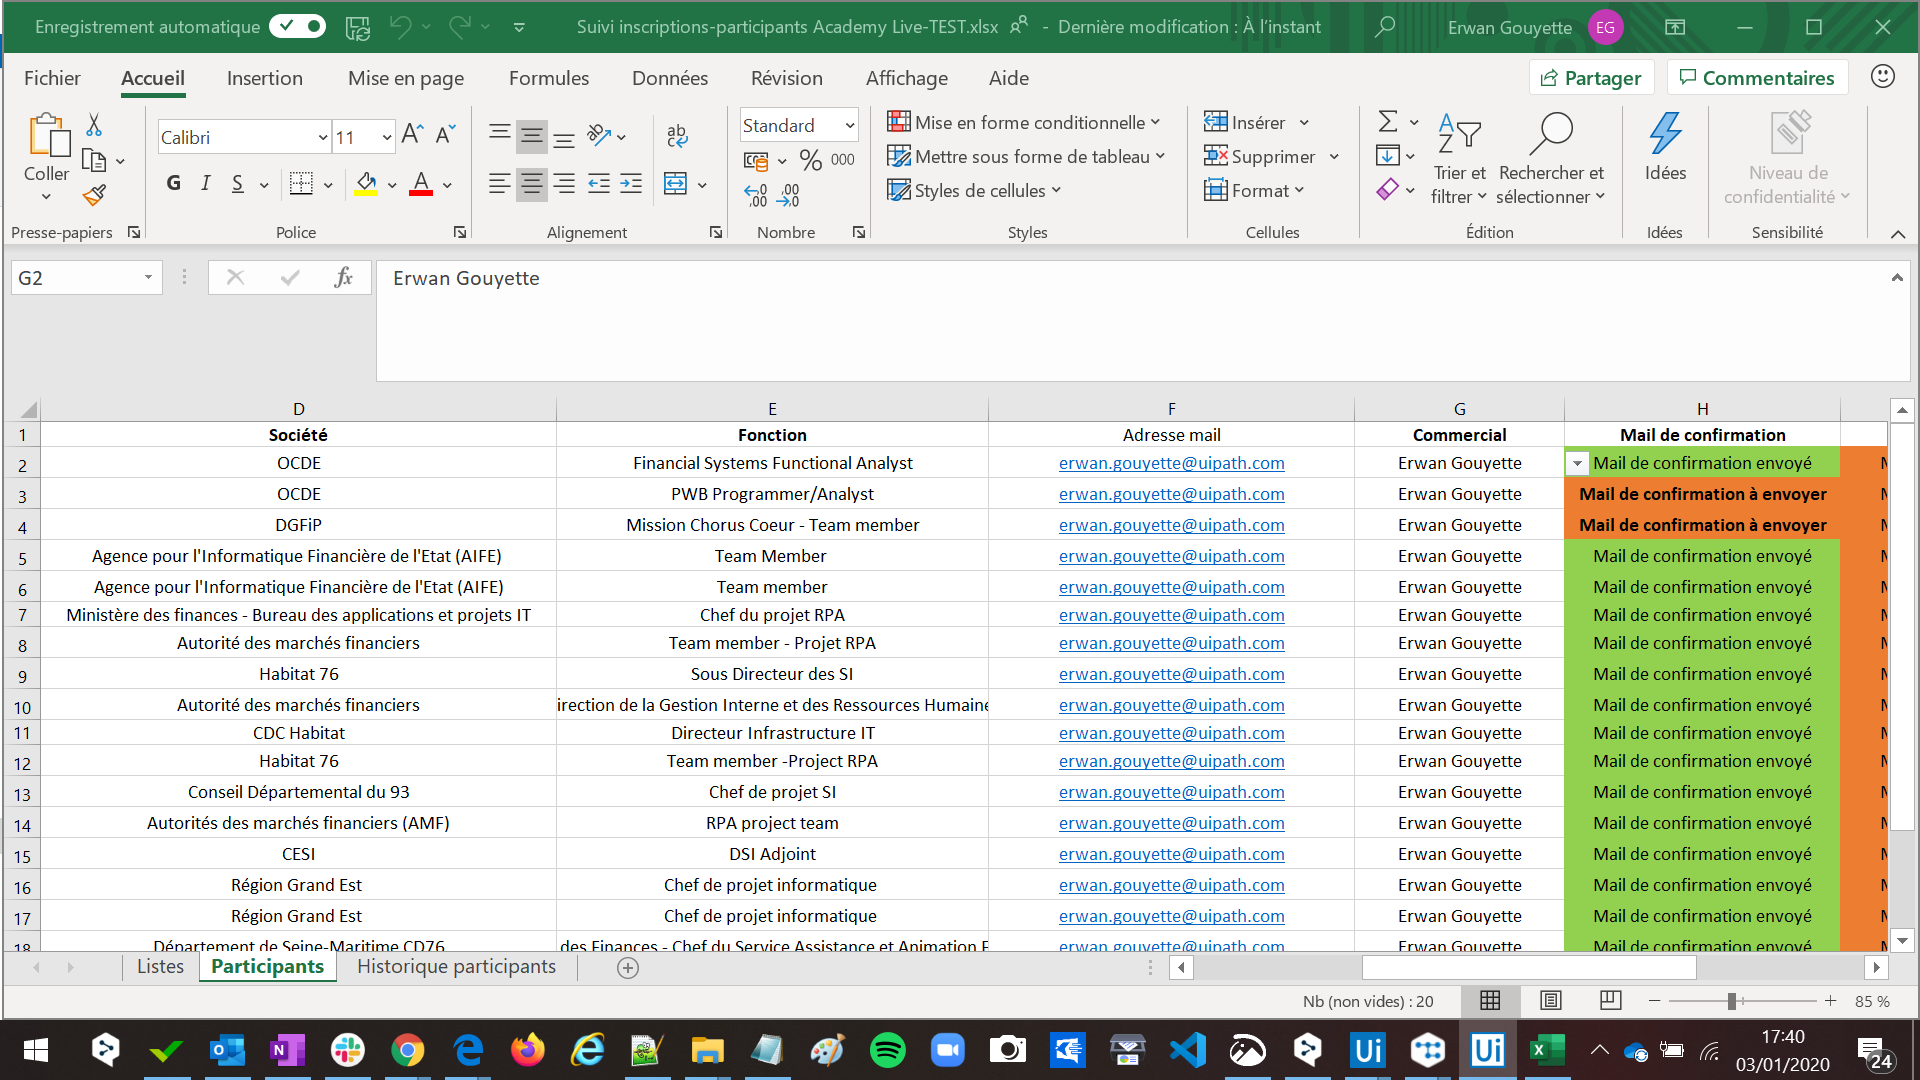 Enregistrement automatique
Suivi inscriptions-participants Academy Live-TEST.xlsx - Dernière modification : À l'instant
Erwan Gouyette EG
Fichier Accueil Insertion Mise en page Formules Données Révision Affichage Aide
Partager Commentaires
Calibri 11
Standard
Mise en forme conditionnelle
Insérer
Mettre sous forme de tableau
Supprimer
Styles de cellules
Format
Coller
G I S
% 000
Trier et filtrer
Rechercher et sélectionner
Idées
Niveau de confidentialité
Presse-papiers Police Alignement Nombre Styles Cellules Édition Idées Sensibilité
G2 fx Erwan Gouyette
D E F G H
1 Société Fonction Adresse mail Commercial Mail de confirmation
2 OCDE Financial Systems Functional Analyst erwan.gouyette@uipath.com Erwan Gouyette Mail de confirmation envoyé
3 OCDE PWB Programmer/Analyst erwan.gouyette@uipath.com Erwan Gouyette Mail de confirmation à envoyer
4 DGFiP Mission Chorus Coeur - Team member erwan.gouyette@uipath.com Erwan Gouyette Mail de confirmation à envoyer
5 Agence pour l'Informatique Financière de l'Etat (AIFE) Team Member erwan.gouyette@uipath.com Erwan Gouyette Mail de confirmation envoyé
6 Agence pour l'Informatique Financière de l'Etat (AIFE) Team member erwan.gouyette@uipath.com Erwan Gouyette Mail de confirmation envoyé
7 Ministère des finances - Bureau des applications et projets IT Chef du projet RPA erwan.gouyette@uipath.com Erwan Gouyette Mail de confirmation envoyé
8 Autorité des marchés financiers Team member - Projet RPA erwan.gouyette@uipath.com Erwan Gouyette Mail de confirmation envoyé
9 Habitat 76 Sous Directeur des SI erwan.gouyette@uipath.com Erwan Gouyette Mail de confirmation envoyé
10 Autorité des marchés financiers irection de la Gestion Interne et des Ressources Humaine erwan.gouyette@uipath.com Erwan Gouyette Mail de confirmation envoyé
11 CDC Habitat Directeur Infrastructure IT erwan.gouyette@uipath.com Erwan Gouyette Mail de confirmation envoyé
12 Habitat 76 Team member -Project RPA erwan.gouyette@uipath.com Erwan Gouyette Mail de confirmation envoyé
13 Conseil Départemental du 93 Chef de projet SI erwan.gouyette@uipath.com Erwan Gouyette Mail de confirmation envoyé
14 Autorités des marchés financiers (AMF) RPA project team erwan.gouyette@uipath.com Erwan Gouyette Mail de confirmation envoyé
15 CESI DSI Adjoint erwan.gouyette@uipath.com Erwan Gouyette Mail de confirmation envoyé
16 Région Grand Est Chef de projet informatique erwan.gouyette@uipath.com Erwan Gouyette Mail de confirmation envoyé
17 Région Grand Est Chef de projet informatique erwan.gouyette@uipath.com Erwan Gouyette Mail de confirmation envoyé
18 Département de Seine-Maritime CD76 des Finances - Chef du Service Assistance et Animation F erwan.gouyette@uipath.com Erwan Gouyette Mail de confirmation envoyé
Listes Participants Historique participants
Nb (non vides) : 20 85 %
17:40
03/01/2020
24